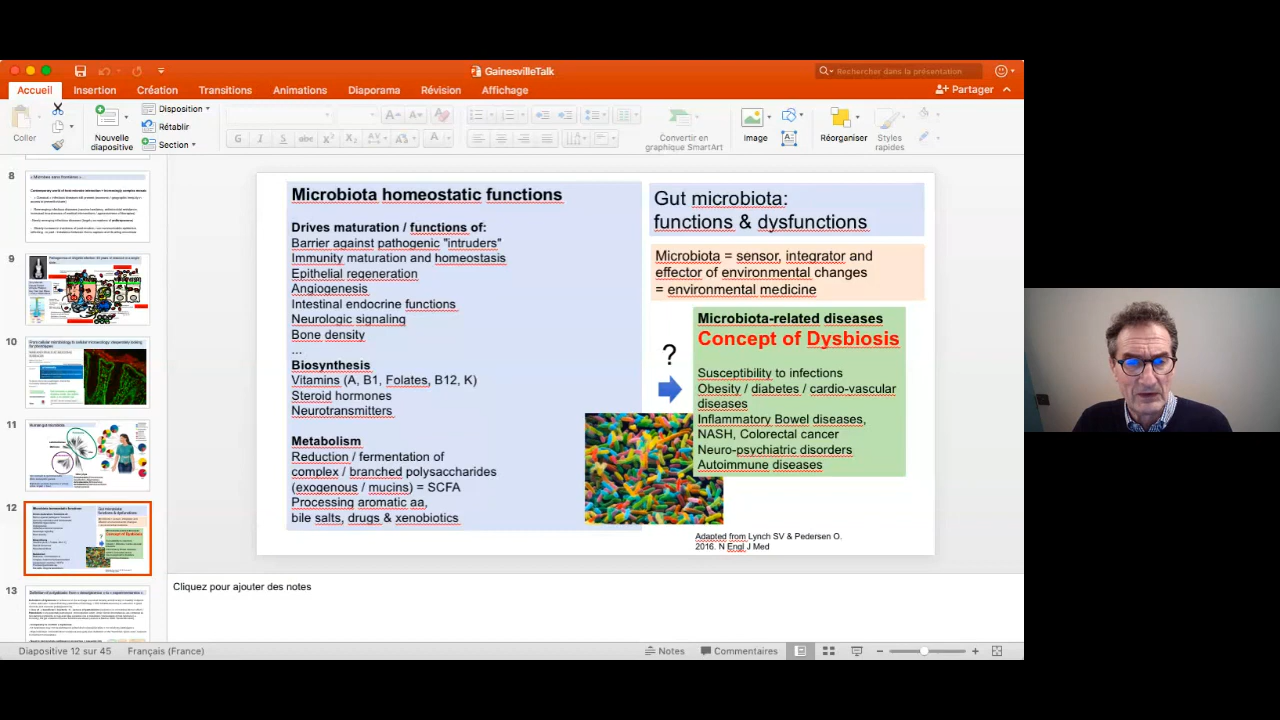 GainesvilleTalk
Rechercher dans la présentation
Accueil
Insertion
Création
Transitions
Animations
Diaporama
Révision
Affichage
Partager
Coller
Nouvelle
diapositive
Disposition
Rétablir
Section
G I S abc X² X₂
Convertir en
graphique SmartArt
Image
Réorganiser
Styles
rapides
8
9
10
11
12
13
Microbiota homeostatic functions
Drives maturation / functions of:
Barrier against pathogenic "intruders"
Immunity maturation and homeostasis
Epithelial regeneration
Angiogenesis
Intestinal endocrine functions
Neurologic signaling
Bone density
...
Biosynthesis
Vitamins (A, B1, Folates, B12, K)
Steroid hormones
Neurotransmitters
Metabolism
Reduction / fermentation of
complex / branched polysaccharides
(exogenous / mucins) = SCFA
Processing aromatic aa,
bile salts, drugs & xenobiotics
Gut microbiota:
functions & dysfunctions
Microbiota = sensor, integrator and
effector of environmental changes
= environmental medicine
?
Microbiota-related diseases
Concept of Dysbiosis
Susceptibility to infections
Obesity / diabetes / cardio-vascular
diseases
Inflammatory Bowel diseases,
NASH, Colorectal cancer
Neuro-psychiatric disorders
Autoimmune diseases
Adapted from Lynch SV & Pedersen O.
2016. N Engl J Med
Cliquez pour ajouter des notes
Diapositive 12 sur 45
Français (France)
Notes
Commentaires